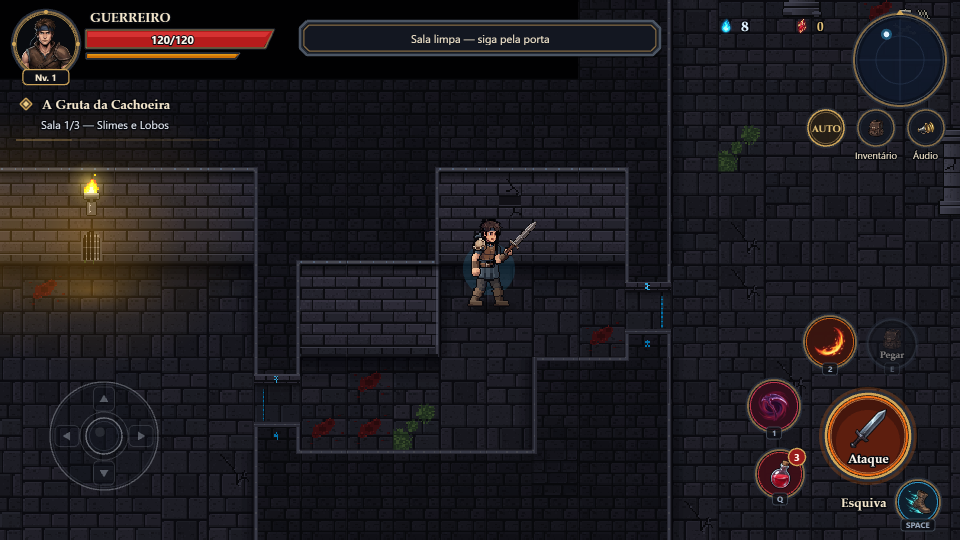 GUERREIRO
120/120
Nv. 1
Sala limpa — siga pela porta
8
0
A Gruta da Cachoeira
Sala 1/3 — Slimes e Lobos
AUTO
Inventário
Áudio
2
Pegar
E
1
Ataque
3
Q
Esquiva
SPACE